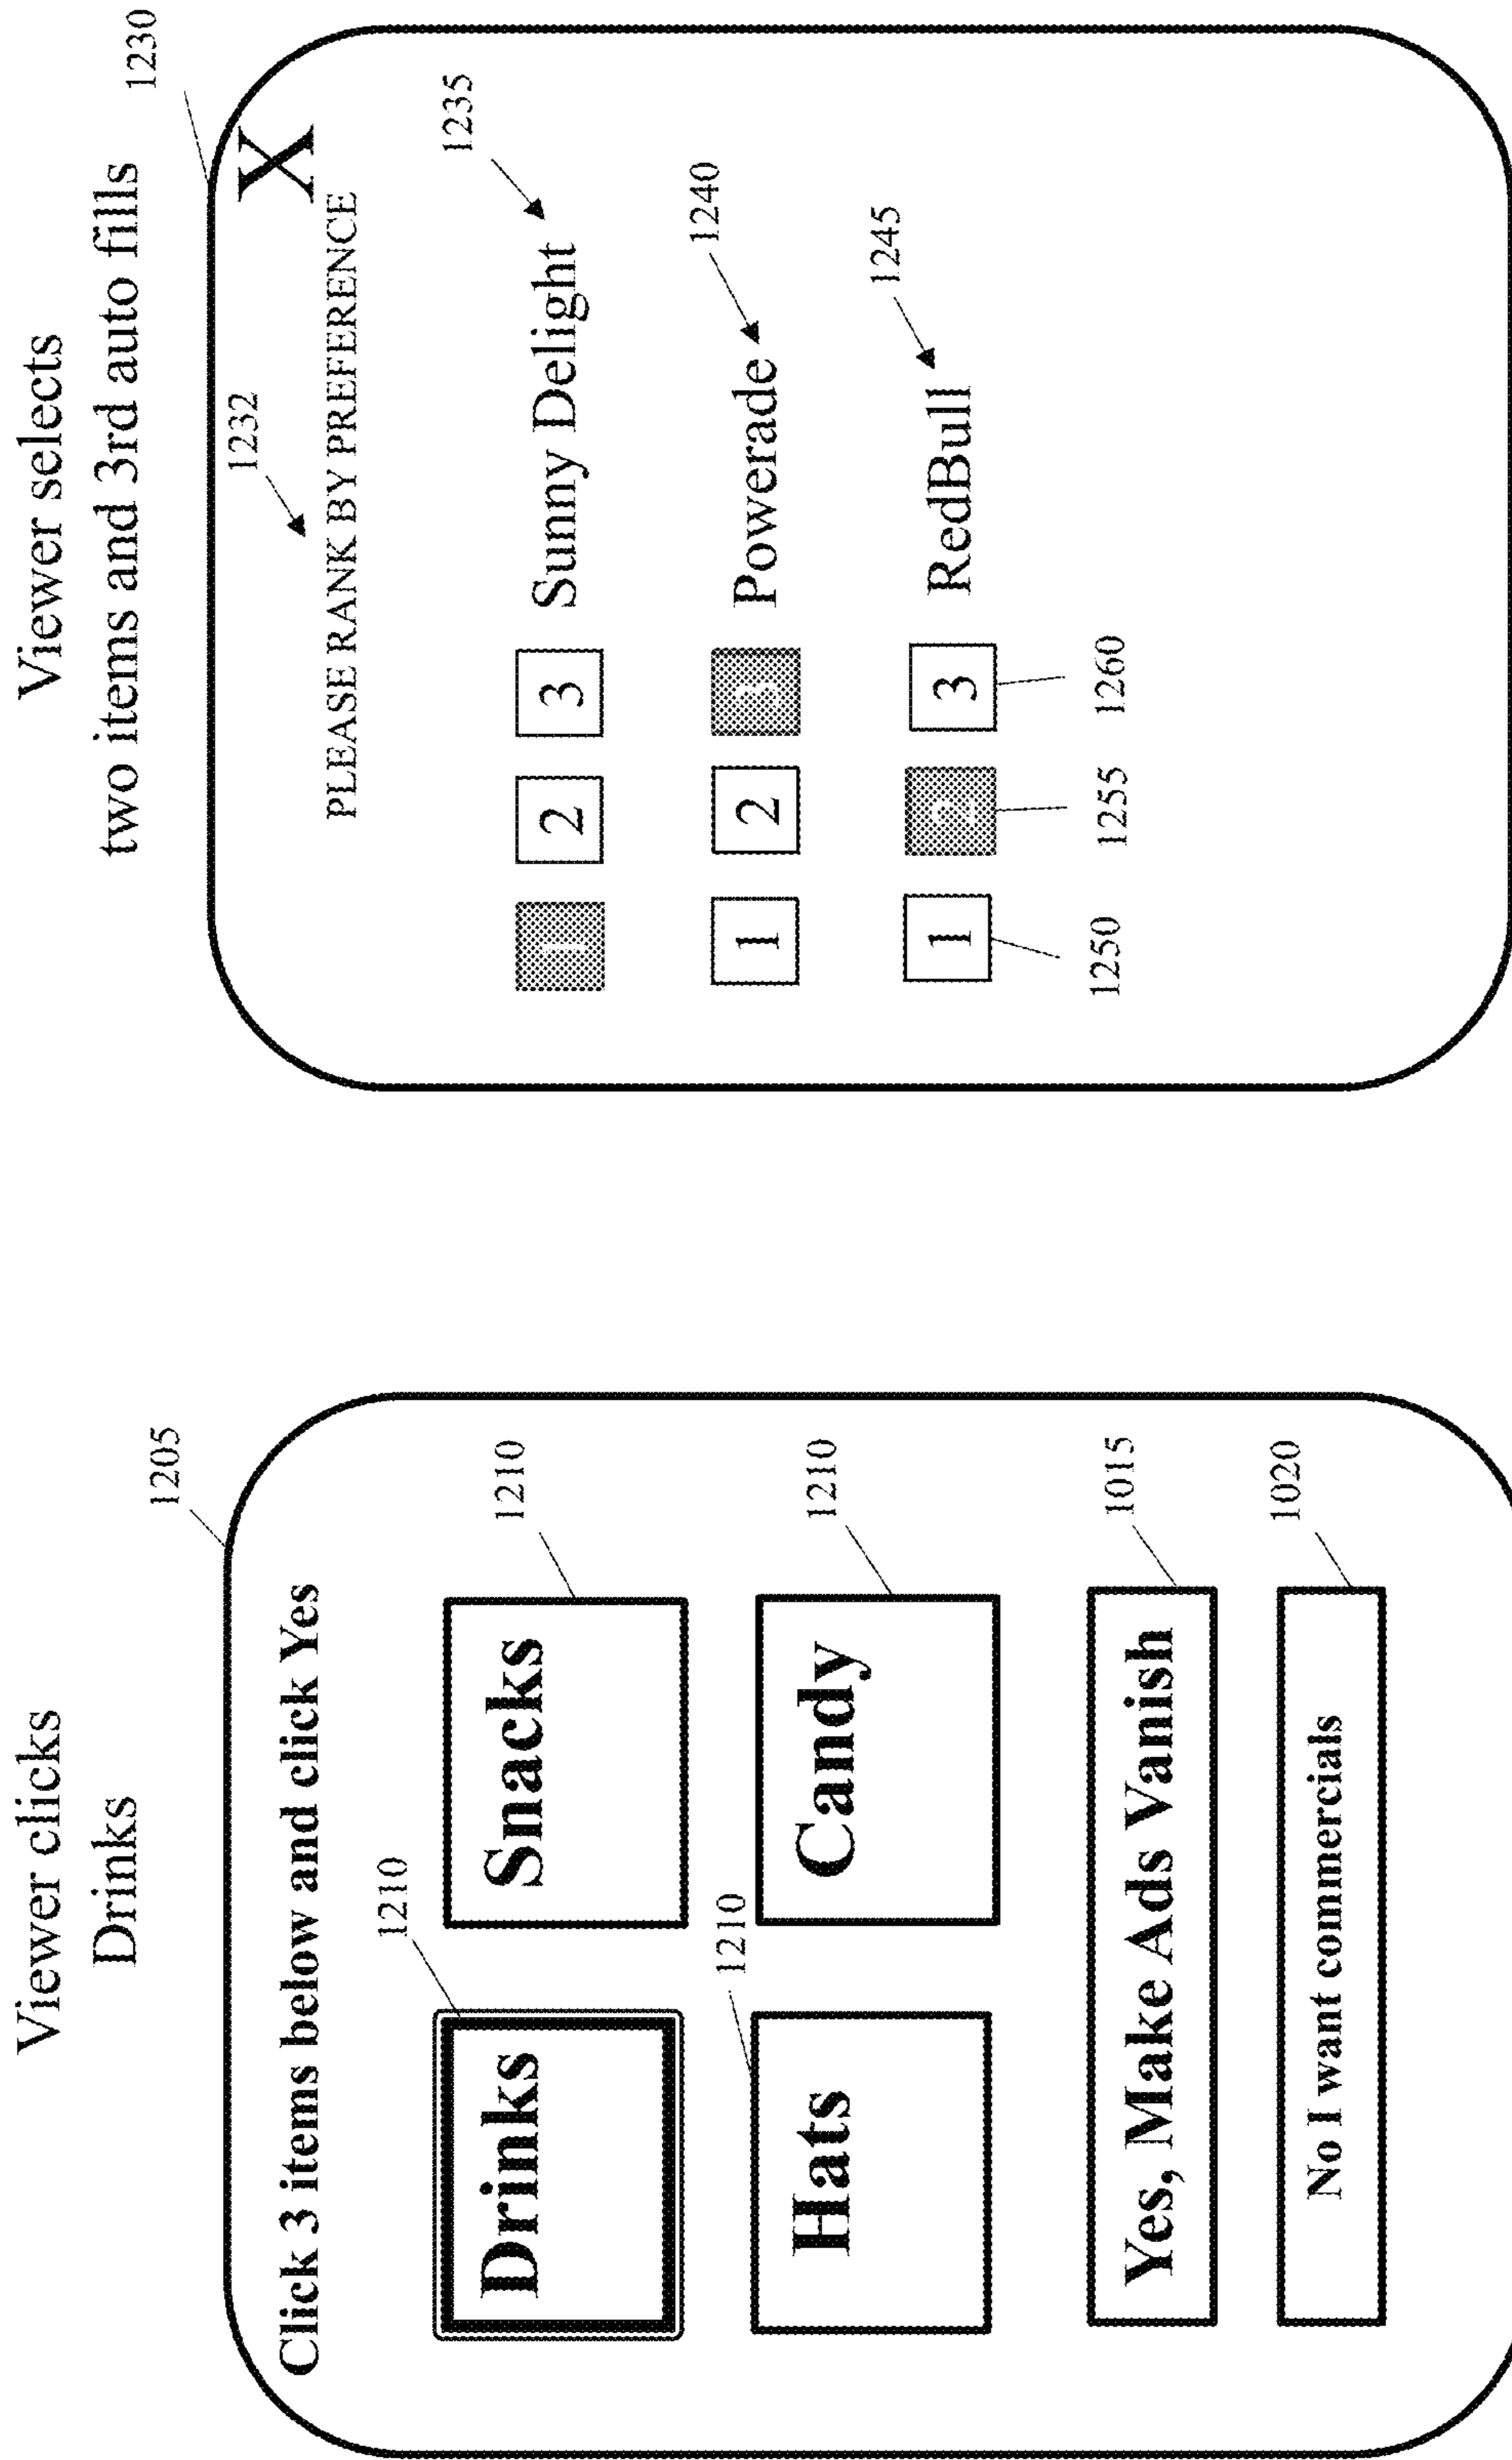 Viewer clicks
Drinks
1205
Click 3 items below and click Yes
1210
Drinks
Snacks
1210
1210
Hats
Candy
1210
Yes, Make Ads Vanish
1015
No I want commercials
1020
Viewer selects
two items and 3rd auto fills
1230
1232
X
PLEASE RANK BY PREFERENCE
1235
1 2 3 Sunny Delight
1240
1 2 3 Powerade
1245
1 2 3 RedBull
1250 1255 1260